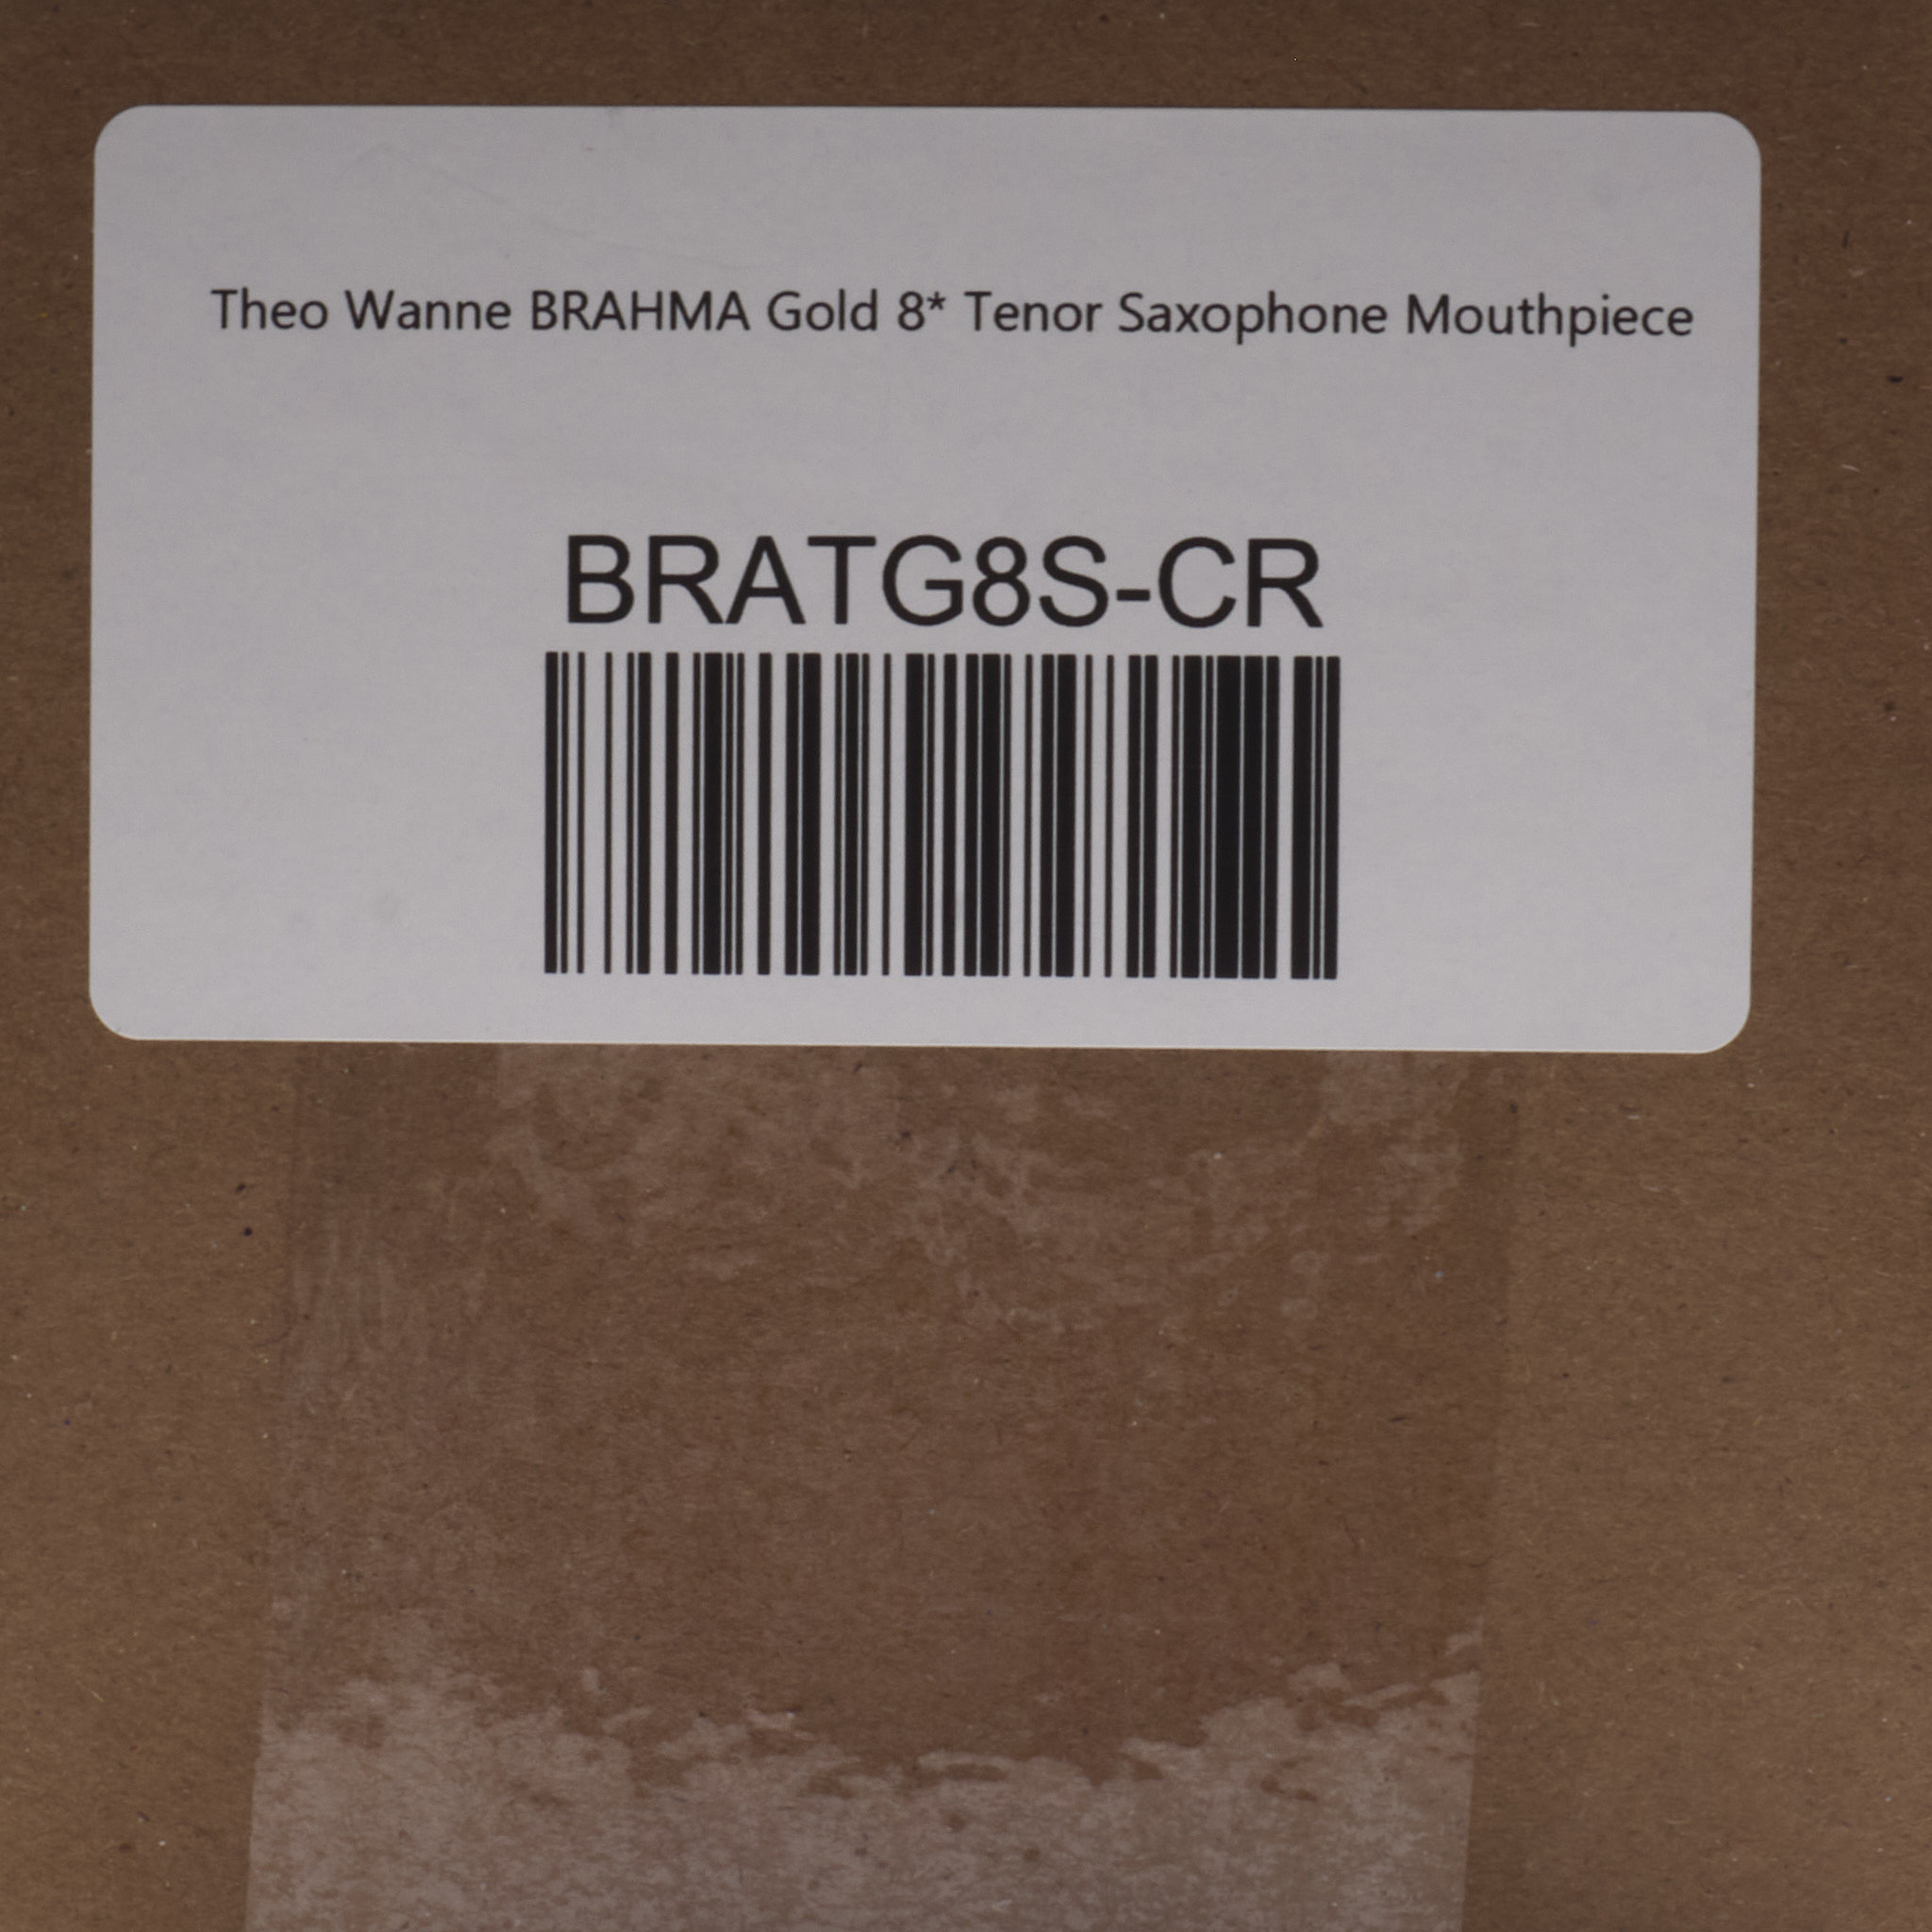 Theo Wanne BRAHMA Gold 8* Tenor Saxophone Mouthpiece
BRATG8S-CR